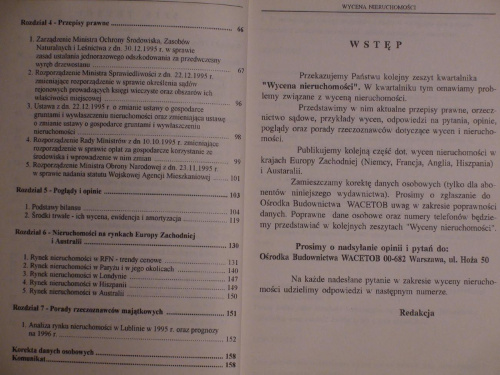 Rozdział 4 - Przepisy prawne
66
1. Zarządzenie Ministra Ochrony Środowiska, Zasobów
Naturalnych i Leśnictwa z dn. 30.12.1995 r. w sprawie
zasad ustalania jednorazowego odszkodowania za przedwczesny
wyrąb drzewostanu
67
2. Rozporządzenie Ministra Sprawiedliwości z dn. 22.12.1995 r.
zmieniające rozporządzenie w sprawie określenia sądów
rejonowych prowadzących księgi wieczyste oraz obszarów ich
właściwości miejscowej
96
3. Ustawa z dn. 22.12.1995 r. o zmianie ustawy o gospodarce
gruntami i wywłaszczaniu nieruchomości oraz zmieniająca ustawę
o zmianie ustawy o gospodarce gruntami i wywłaszczaniu
nieruchomości
98
4. Rozporządzenie Rady Ministrów z dn. 10.10.1995 r. zmieniające
rozporządzenie w sprawie opłat za gospodarcze korzystanie ze
środowiska i wprowadzenie w nim zmian
99
5. Rozporządzenie Ministra Obrony Narodowej z dn. 23.11.1995 r.
w sprawie nadania statutu Wojskowej Agencji Mieszkaniowej
101
Rozdział 5 - Poglądy i opinie
103
1. Podstawy bilansu
104
2. Środki trwałe - ich wycena, ewidencja i amortyzacja
119
Rozdział 6 - Nieruchomości na rynkach Europy Zachodniej
i Australii
130
1. Rynek nieruchomości w RFN - trendy cenowe
131
2. Rynek nieruchomości w Paryżu i w jego okolicach
140
3. Rynek nieruchomości w Londynie
147
4. Rynek nieruchomości w Hiszpanii
149
5. Rynek nieruchomości w Australii
150
Rozdział 7 - Porady rzeczoznawców majątkowych
151
1. Analiza rynku nieruchomości w Lublinie w 1995 r. oraz prognozy
na 1996 r.
152
Korekta danych osobowych
158
Komunikat
158
WYCENA NIERUCHOMOŚCI
W S T Ę P
Przekazujemy Państwu kolejny zeszyt kwartalnika
"Wycena nieruchomości". W kwartalniku tym omawiamy problemy
związane z wyceną nieruchomości.
Przedstawimy w nim aktualne przepisy prawne, orzecznictwo
sądowe, przykłady wycen, odpowiedzi na pytania, opinie,
poglądy oraz porady rzeczoznawców dotyczące wycen i nieruchomości.
Publikujemy kolejną część dot. wycen nieruchomości w
krajach Europy Zachodniej (Niemcy, Francja, Anglia, Hiszpania)
i Austaralii.
Zamieszczamy korektę danych osobowych (tylko dla abonentów
niniejszego wydawnictwa). Prosimy o zgłaszanie do
Ośrodka Budownictwa WACETOB uwag w zakresie poprawności
danych. Poprawne dane osobowe oraz numery telefonów będziemy
przedstawiać w kolejnych zeszytach "Wyceny nieruchomości".
Prosimy o nadsyłanie opinii i pytań do:
Ośrodka Budownictwa WACETOB 00-682 Warszawa, ul. Hoża 50
Na każde nadesłane pytanie w zakresie wyceny nieruchomości
udzielimy odpowiedzi w następnym numerze.
Redakcja